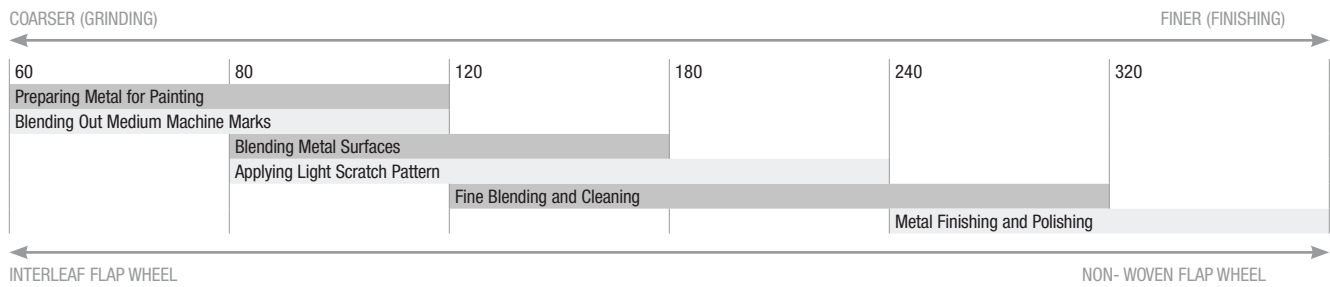 COARSER (GRINDING) FINER (FINISHING)
60 80 120 180 240 320
Preparing Metal for Painting
Blending Out Medium Machine Marks
Blending Metal Surfaces
Applying Light Scratch Pattern
Fine Blending and Cleaning
Metal Finishing and Polishing
INTERLEAF FLAP WHEEL NON- WOVEN FLAP WHEEL